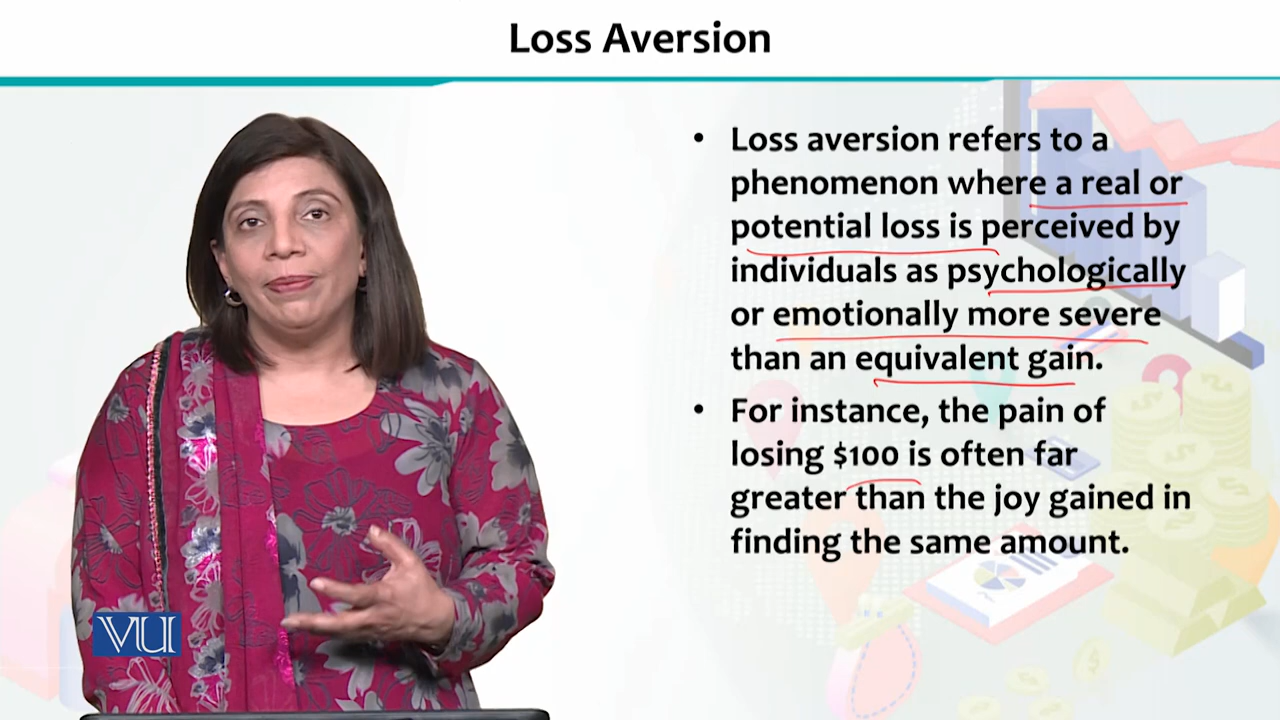 Loss Aversion
• Loss aversion refers to a
phenomenon where a real or
potential loss is perceived by
individuals as psychologically
or emotionally more severe
than an equivalent gain.
• For instance, the pain of
losing $100 is often far
greater than the joy gained in
finding the same amount.
VU